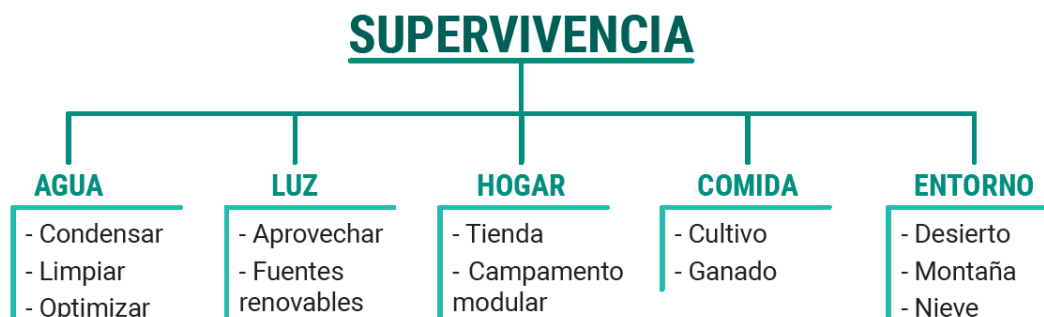 SUPERVIVENCIA
AGUA
- Condensar
- Limpiar
- Optimizar
LUZ
- Aprovechar
- Fuentes
renovables
HOGAR
- Tienda
- Campamento
modular
COMIDA
- Cultivo
- Ganado
ENTORNO
- Desierto
- Montaña
- Nieve